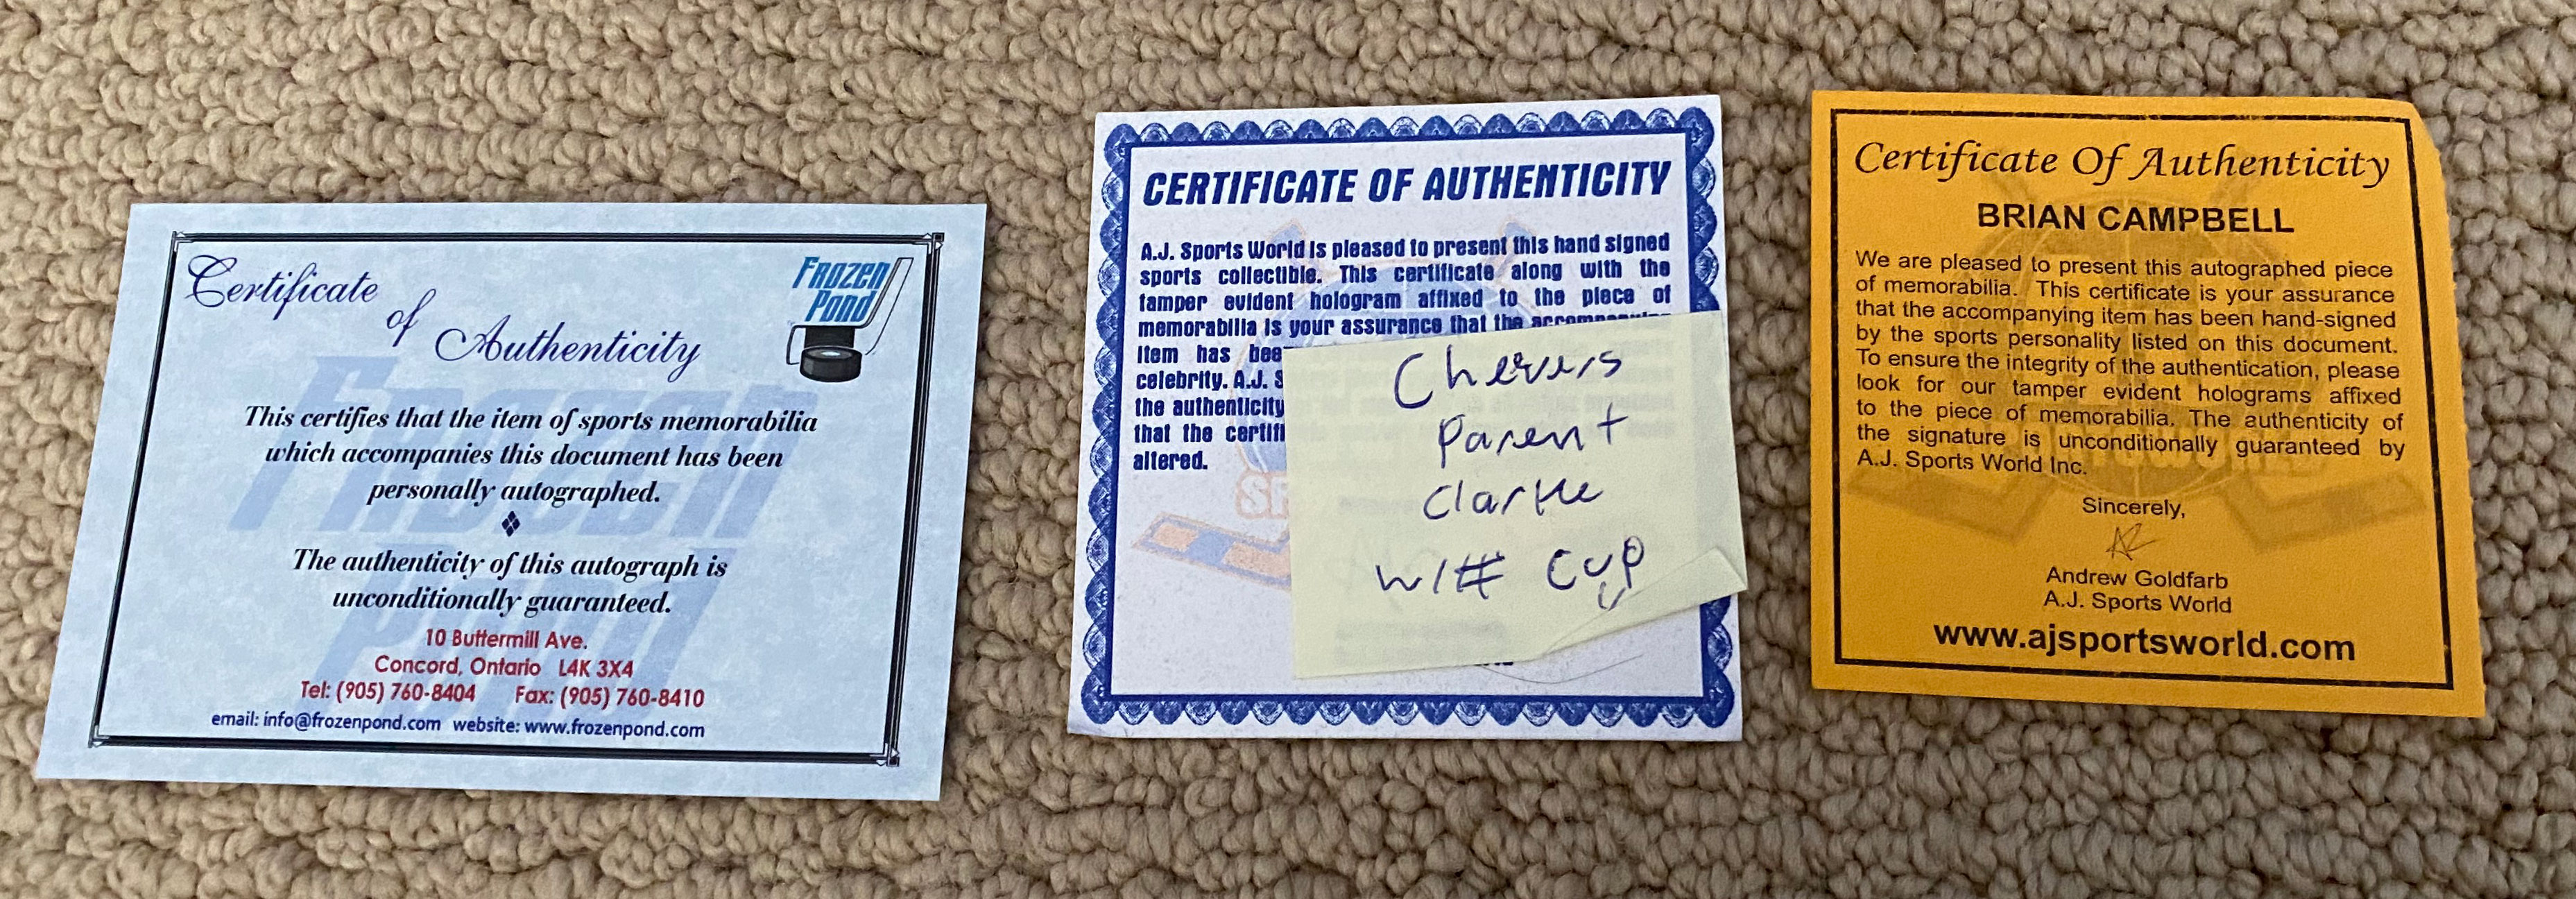 Certificate
of
Authenticity
Frozen
Pond
This certifies that the item of sports memorabilia
which accompanies this document has been
personally autographed.
The authenticity of this autograph is
unconditionally guaranteed.
10 Buttermill Ave.
Concord, Ontario L4K 3X4
Tel: (905) 760-8404 Fax: (905) 760-8410
email: info@frozenpond.com website: www.frozenpond.com
CERTIFICATE OF AUTHENTICITY
A.J. Sports World is pleased to present this hand signed
sports collectible. This certificate along with the
tamper evident hologram affixed to the piece of
memorabilia is your assurance that the accompanying
item has bee
celebrity. A.J. S
the authenticity
that the certifi
altered.
Cheevers
Parent
Clarke
w/# Cup
Certificate Of Authenticity
BRIAN CAMPBELL
We are pleased to present this autographed piece
of memorabilia. This certificate is your assurance
that the accompanying item has been hand-signed
by the sports personality listed on this document.
To ensure the integrity of the authentication, please
look for our tamper evident holograms affixed
to the piece of memorabilia. The authenticity of
the signature is unconditionally guaranteed by
A.J. Sports World Inc.
Sincerely,
Andrew Goldfarb
A.J. Sports World
www.ajsportsworld.com